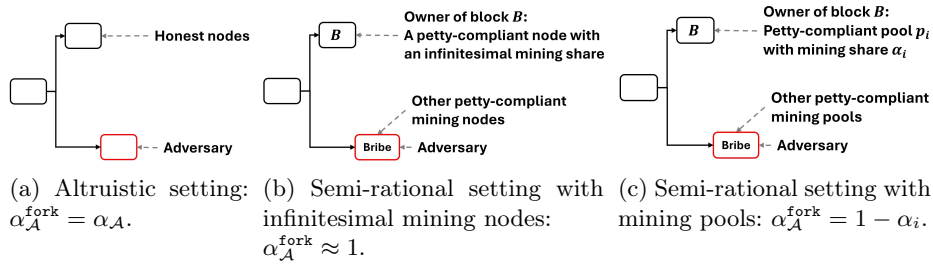 Honest nodes
Adversary
(a) Altruistic setting:
α_𝒜^fork = α_𝒜.
Owner of block B:
A petty-compliant node with
an infinitesimal mining share
B
Other petty-compliant
mining nodes
Bribe
Adversary
(b) Semi-rational setting with
infinitesimal mining nodes:
α_𝒜^fork ≈ 1.
Owner of block B:
Petty-compliant pool p_i
with mining share α_i
B
Other petty-compliant
mining pools
Bribe
Adversary
(c) Semi-rational setting with
mining pools: α_𝒜^fork = 1 − α_i.